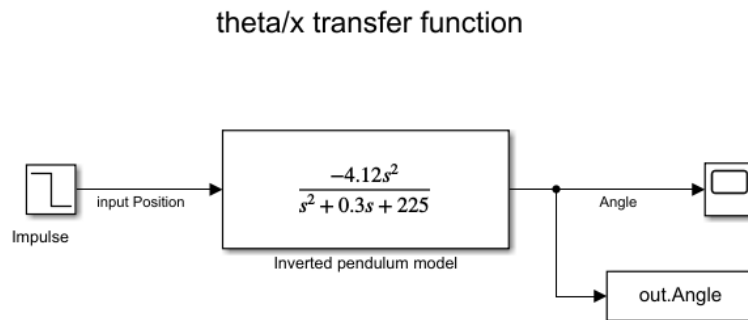 theta/x transfer function
−4.12s²
s² + 0.3s + 225
input Position
Angle
Impulse
Inverted pendulum model
out.Angle